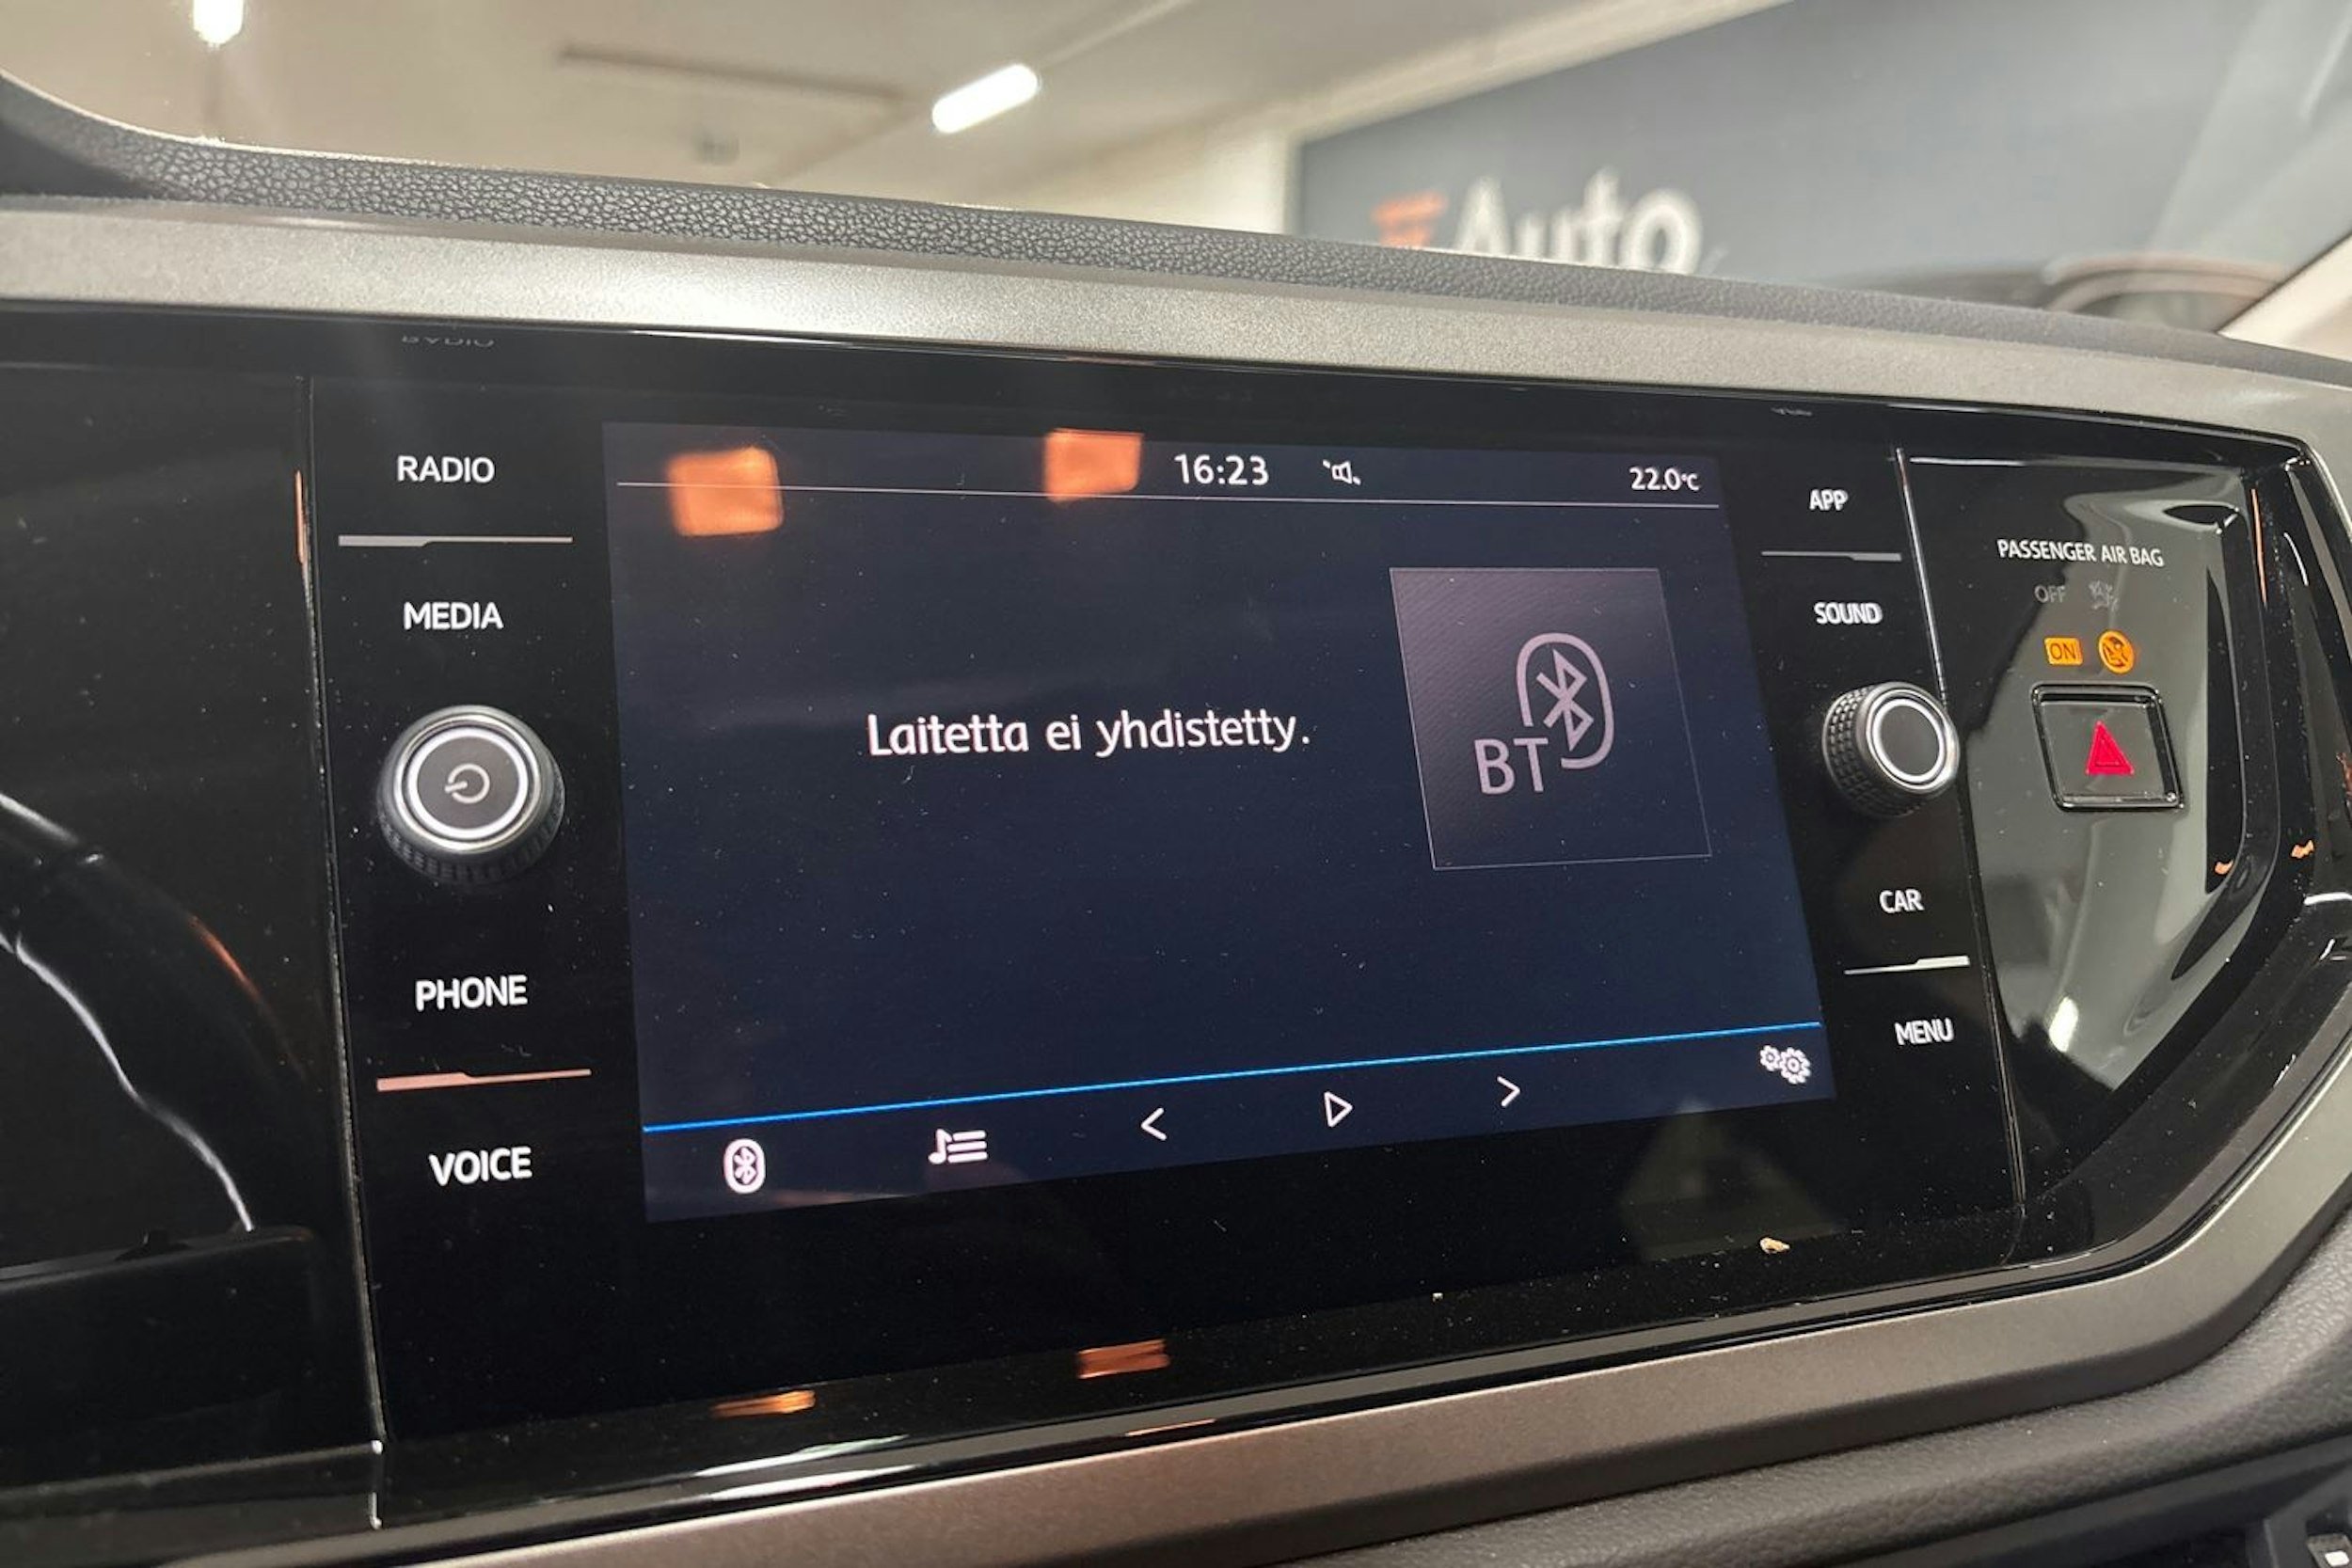 Auto
RADIO
MEDIA
PHONE
VOICE
16:23
22.0°C
Laitetta ei yhdistetty.
BT
APP
SOUND
CAR
MENU
PASSENGER AIR BAG
OFF
ON